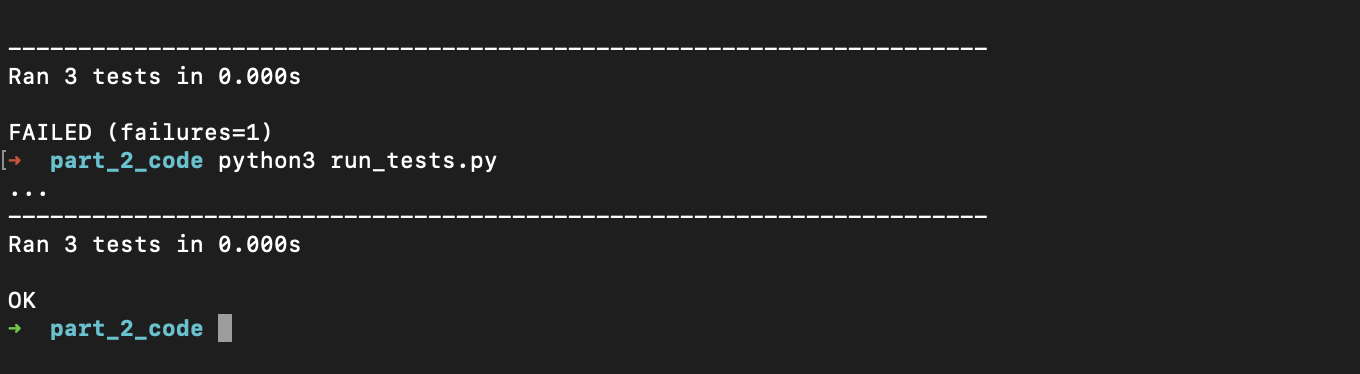 ----------------------------------------------------------------------
Ran 3 tests in 0.000s
FAILED (failures=1)
[➜  part_2_code python3 run_tests.py
...
----------------------------------------------------------------------
Ran 3 tests in 0.000s
OK
➜  part_2_code